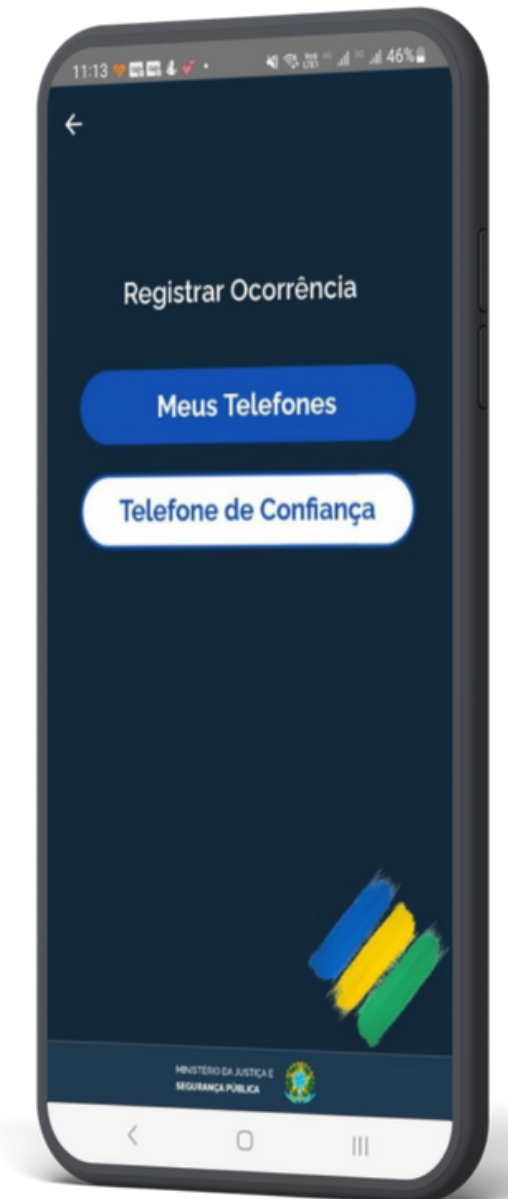 11:13
46%
Registrar Ocorrência
Meus Telefones
Telefone de Confiança
MINISTÉRIO DA JUSTIÇA E
SEGURANÇA PÚBLICA